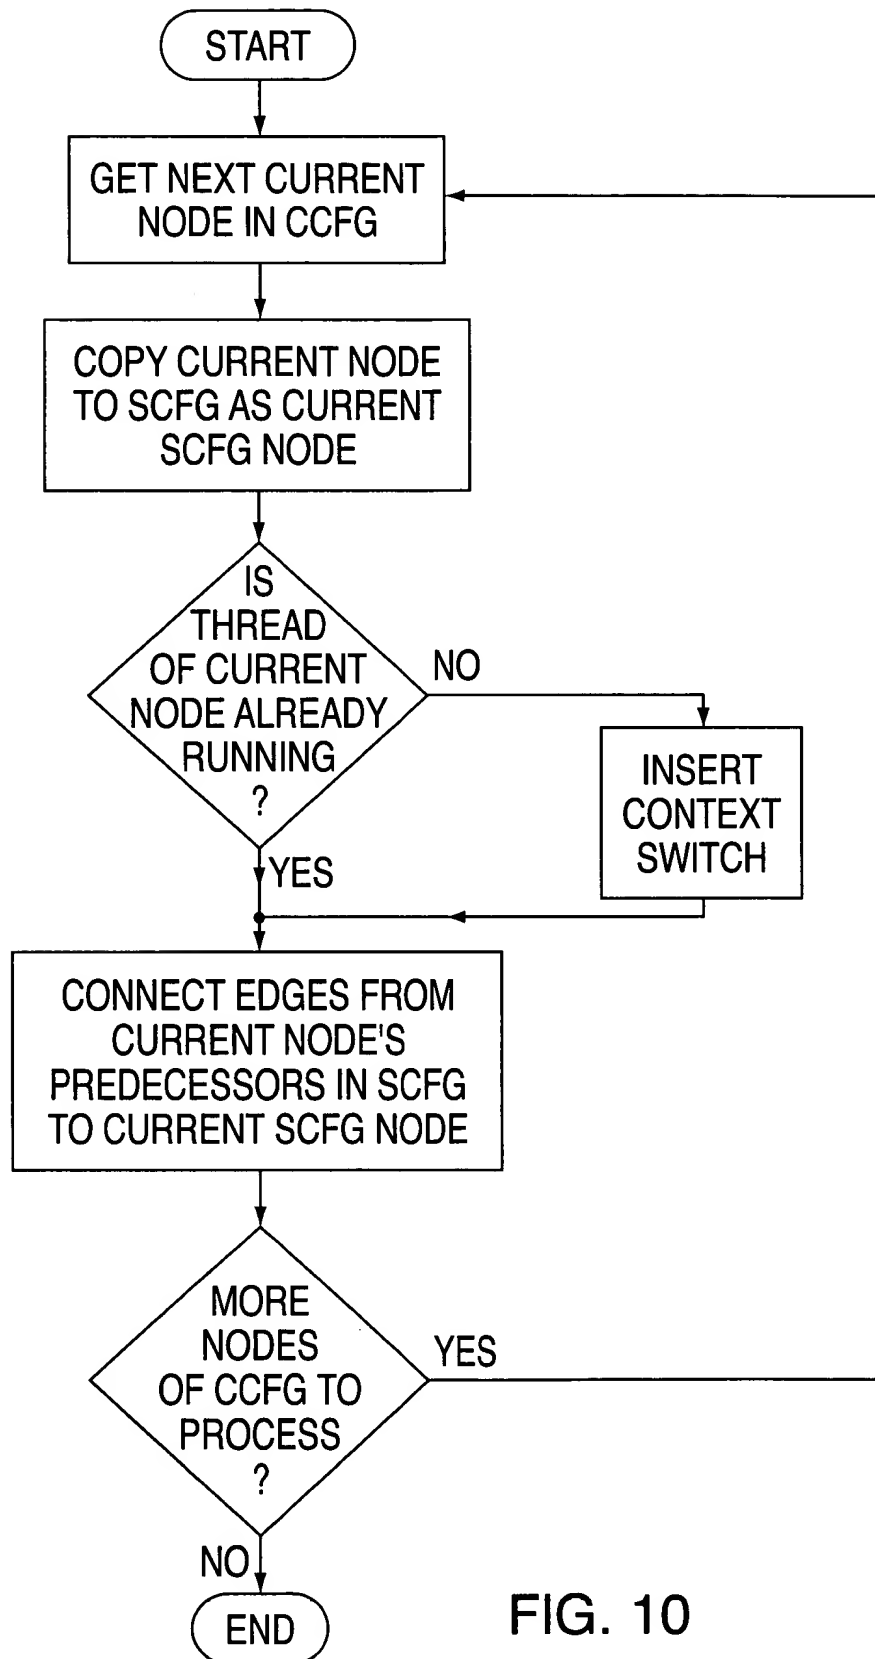 START
GET NEXT CURRENT
NODE IN CCFG
COPY CURRENT NODE
TO SCFG AS CURRENT
SCFG NODE
IS
THREAD
OF CURRENT
NODE ALREADY
RUNNING
?
NO
INSERT
CONTEXT
SWITCH
YES
CONNECT EDGES FROM
CURRENT NODE'S
PREDECESSORS IN SCFG
TO CURRENT SCFG NODE
MORE
NODES
OF CCFG TO
PROCESS
?
YES
NO
END
FIG. 10